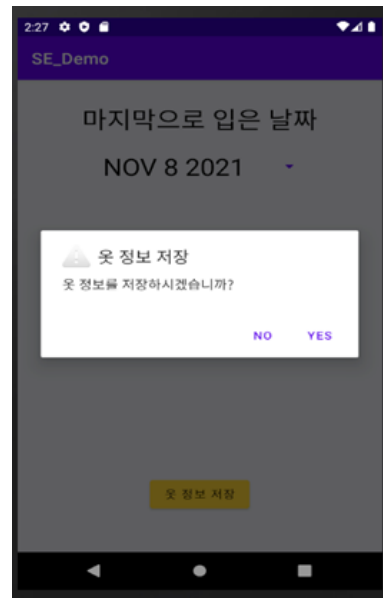 2:27
SE_Demo
마지막으로 입은 날짜
NOV 8 2021
옷 정보 저장
옷 정보를 저장하시겠습니까?
NO YES
옷 정보 저장